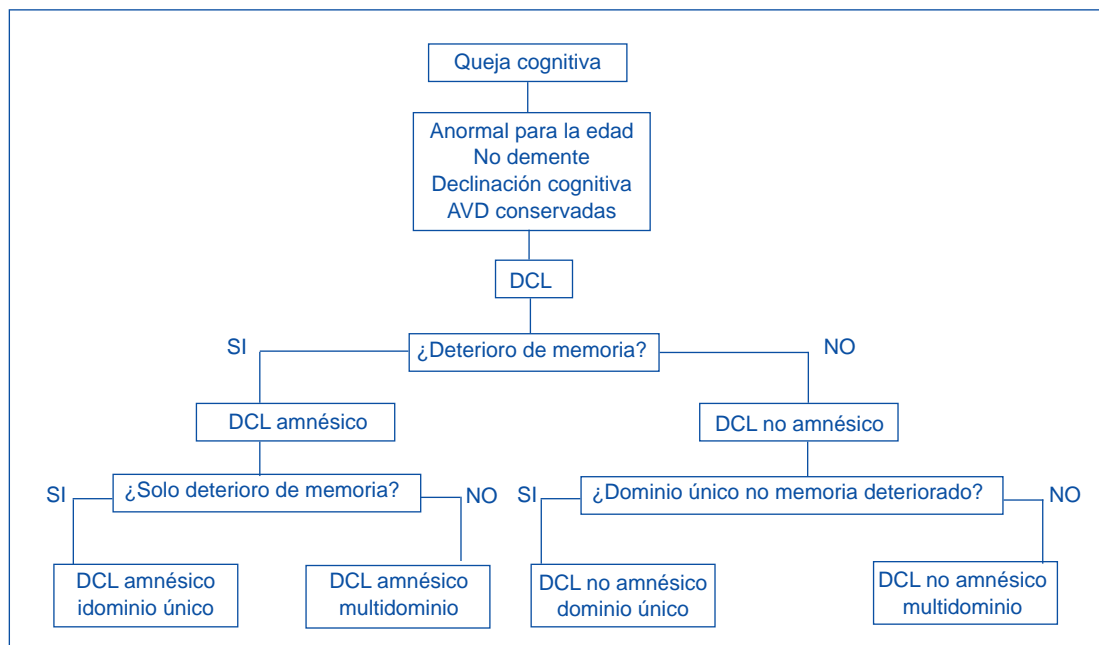 Queja cognitiva
Anormal para la edad
No demente
Declinación cognitiva
AVD conservadas
DCL
SI
¿Deterioro de memoria?
NO
DCL amnésico
DCL no amnésico
SI
¿Solo deterioro de memoria?
NO
SI
¿Dominio único no memoria deteriorado?
NO
DCL amnésico
idominio único
DCL amnésico
multidominio
DCL no amnésico
dominio único
DCL no amnésico
multidominio